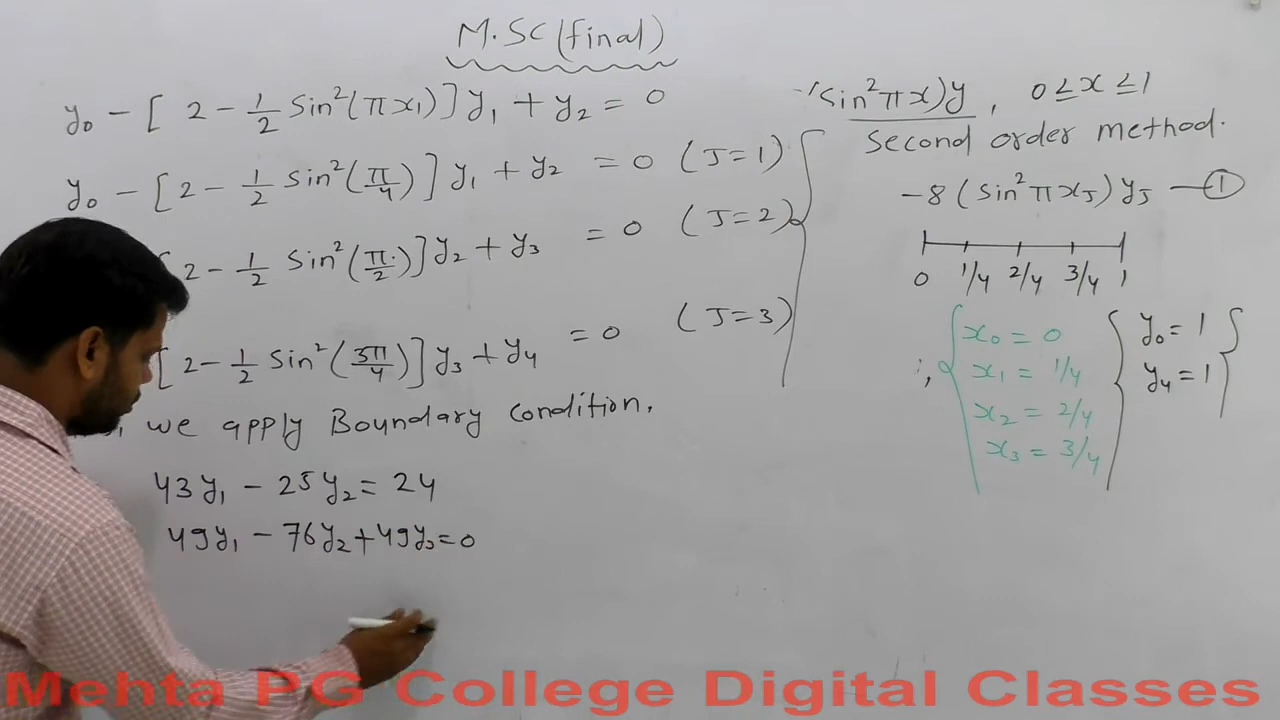 M.SC (final)
y₀ - [ 2 - 1/2 Sin²(πx₁) ] y₁ + y₂ = 0
y₀ - [ 2 - 1/2 Sin²(π/4) ] y₁ + y₂ = 0 (J=1)
[ 2 - 1/2 Sin²(π/2) ] y₂ + y₃ = 0 (J=2)
[ 2 - 1/2 Sin²(3π/4) ] y₃ + y₄ = 0 (J=3)
we apply Boundary condition.
43y₁ - 25y₂ = 24
49y₁ - 76y₂ + 49y₃ = 0
Sin²πx)y, 0≤x≤1
Second order method.
-8 (Sin²πx_J) y_J —①
0 1/4 2/4 3/4 1
x₀ = 0
x₁ = 1/4
x₂ = 2/4
x₃ = 3/4
y₀ = 1
y₄ = 1
Mehta PG College Digital Classes